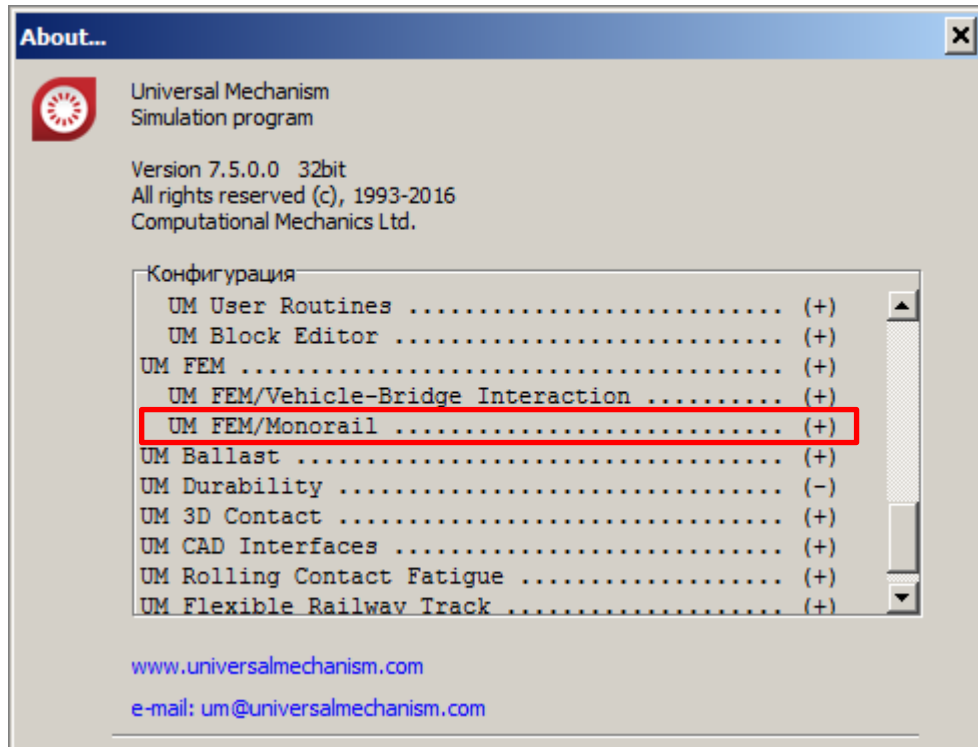 About...
Universal Mechanism
Simulation program
Version 7.5.0.0 32bit
All rights reserved (c), 1993-2016
Computational Mechanics Ltd.
Конфигурация
UM User Routines ........................... (+)
UM Block Editor ........................... (+)
UM FEM ....................................... (+)
UM FEM/Vehicle-Bridge Interaction .......... (+)
UM FEM/Monorail ............................ (+)
UM Ballast ................................... (+)
UM Durability ................................ (-)
UM 3D Contact ................................. (+)
UM CAD Interfaces ............................ (+)
UM Rolling Contact Fatigue ................... (+)
UM Flexible Railway Track .................... (+)
www.universalmechanism.com
e-mail: um@universalmechanism.com